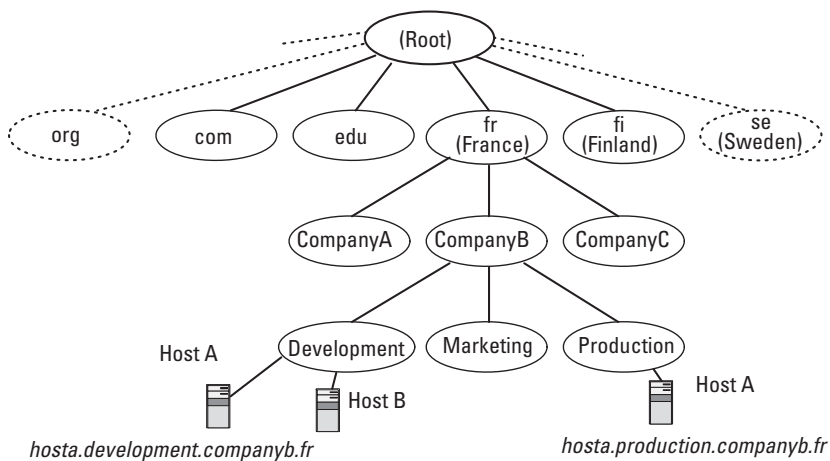 (Root)
org
com
edu
fr
(France)
fi
(Finland)
se
(Sweden)
CompanyA
CompanyB
CompanyC
Host A
Development
Marketing
Production
Host B
Host A
hosta.development.companyb.fr
hosta.production.companyb.fr